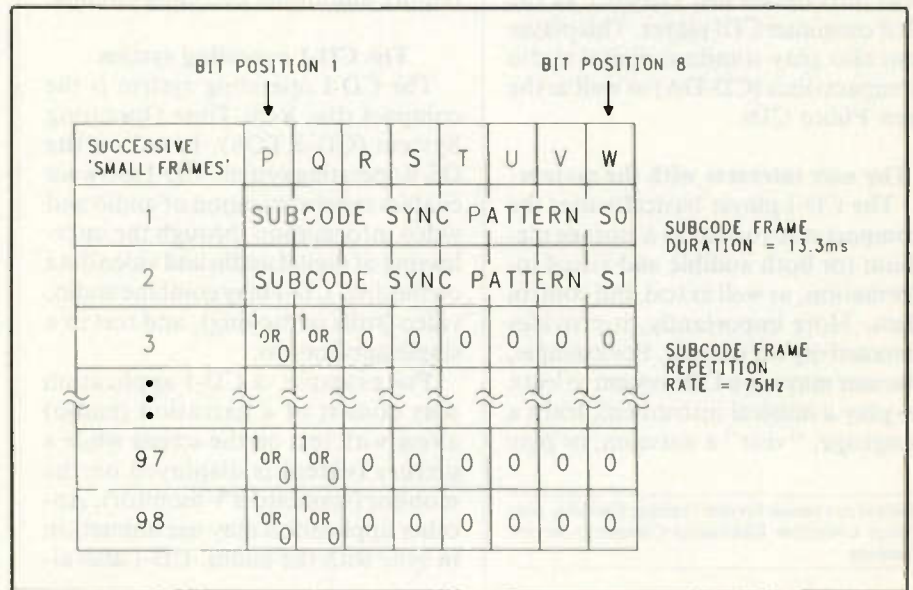 BIT POSITION 1
BIT POSITION 8
SUCCESSIVE
'SMALL FRAMES'
P Q R S T U V W
1 SUBCODE SYNC PATTERN S0
2 SUBCODE SYNC PATTERN S1
3 1 OR 0 1 OR 0 0 0 0 0 0 0
97 1 OR 0 1 OR 0 0 0 0 0 0 0
98 1 OR 0 1 OR 0 0 0 0 0 0 0
SUBCODE FRAME
DURATION = 13.3ms
SUBCODE FRAME
REPETITION
RATE = 75Hz